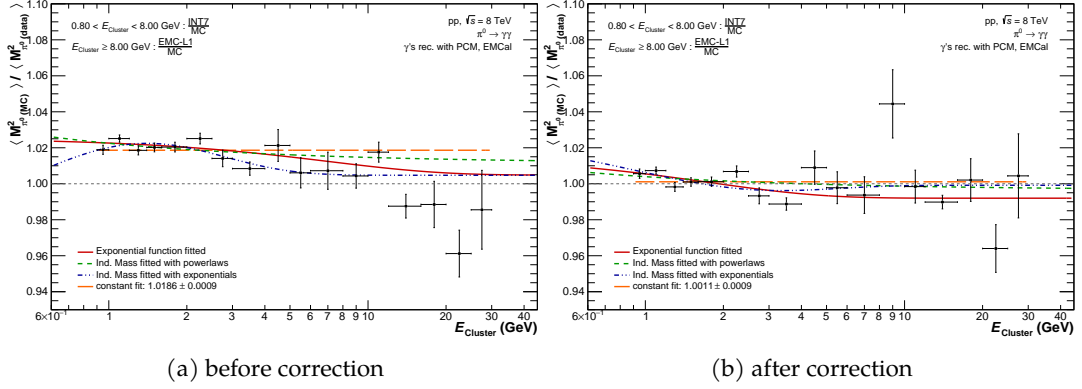 ⟨ M²π⁰ (MC) ⟩ / ⟨ M²π⁰ (data) ⟩
1.10
1.08
1.06
1.04
1.02
1.00
0.98
0.96
0.94
0.80 < E_Cluster < 8.00 GeV : INT7/MC
E_Cluster ≥ 8.00 GeV : EMC-L1/MC
pp, √s = 8 TeV
π⁰ → γγ
γ's rec. with PCM, EMCal
Exponential function fitted
Ind. Mass fitted with powerlaws
Ind. Mass fitted with exponentials
constant fit: 1.0186 ± 0.0009
6×10⁻¹ 1 2 3 4 5 6 7 8 9 10 20 30 40
E_Cluster (GeV)
(a) before correction
⟨ M²π⁰ (MC) ⟩ / ⟨ M²π⁰ (data) ⟩
1.10
1.08
1.06
1.04
1.02
1.00
0.98
0.96
0.94
0.80 < E_Cluster < 8.00 GeV : INT7/MC
E_Cluster ≥ 8.00 GeV : EMC-L1/MC
pp, √s = 8 TeV
π⁰ → γγ
γ's rec. with PCM, EMCal
Exponential function fitted
Ind. Mass fitted with powerlaws
Ind. Mass fitted with exponentials
constant fit: 1.0011 ± 0.0009
6×10⁻¹ 1 2 3 4 5 6 7 8 9 10 20 30 40
E_Cluster (GeV)
(b) after correction